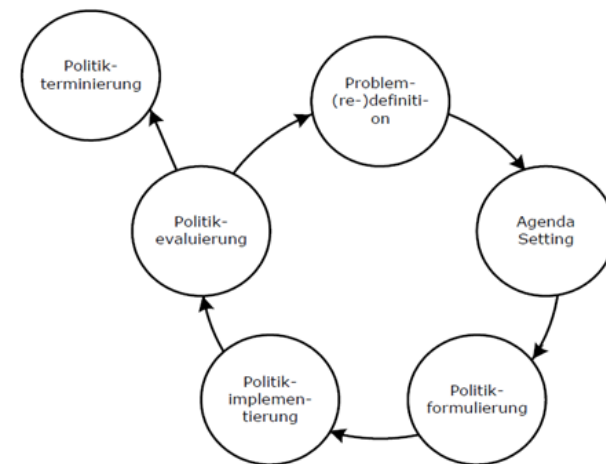 Politik-
terminierung
Problem-
(re-)definiti-
on
Politik-
evaluierung
Agenda
Setting
Politik-
implemen-
tierung
Politik-
formulierung